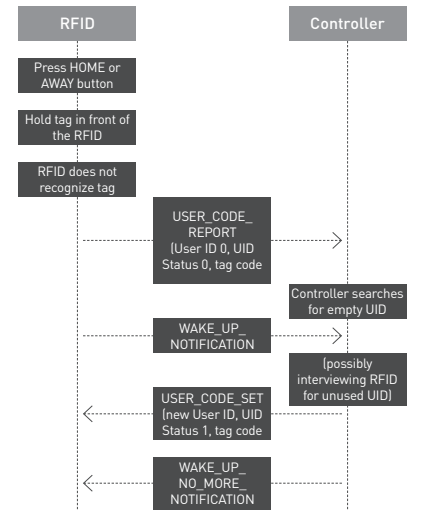 RFID
Controller
Press HOME or
AWAY button
Hold tag in front of
the RFID
RFID does not
recognize tag
USER_CODE_
REPORT
(User ID 0, UID
Status 0, tag code
Controller searches
for empty UID
WAKE_UP_
NOTIFICATION
(possibly
interviewing RFID
for unused UID)
USER_CODE_SET
(new User ID, UID
Status 1, tag code
WAKE_UP_
NO_MORE_
NOTIFICATION